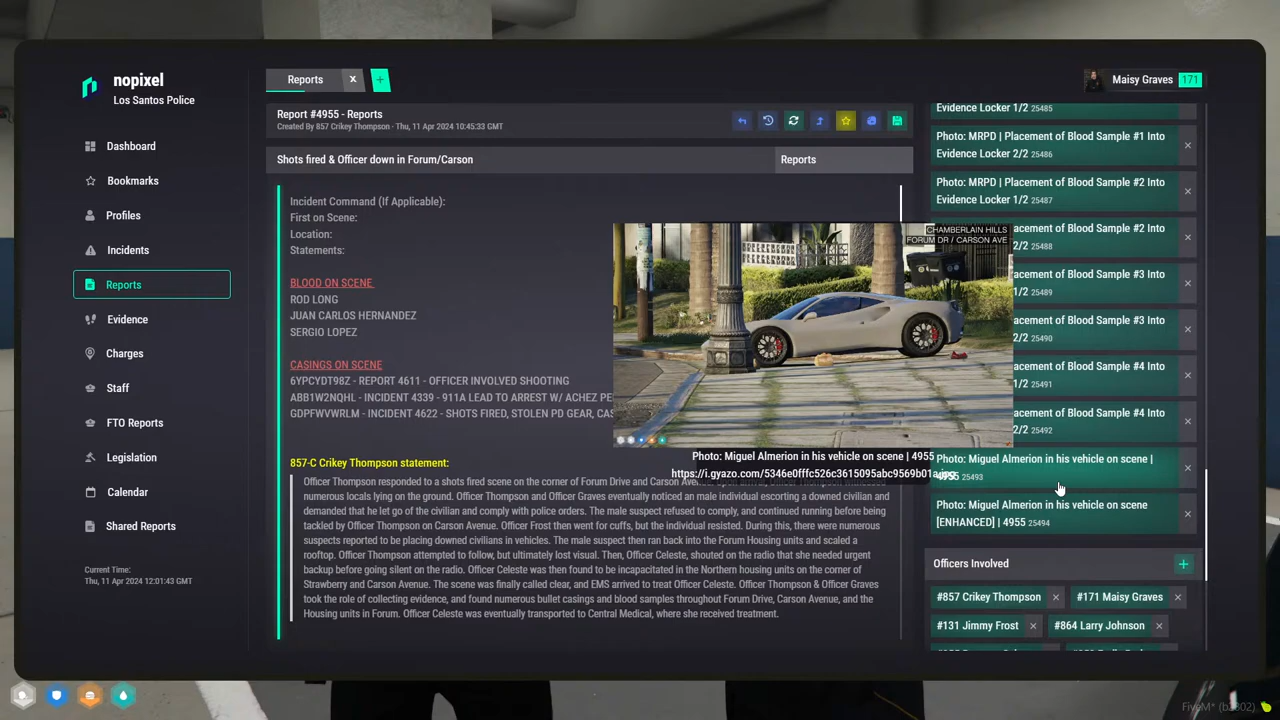 nopixel
Los Santos Police
Dashboard
Bookmarks
Profiles
Incidents
Reports
Evidence
Charges
Staff
FTO Reports
Legislation
Calendar
Shared Reports
Current Time:
Thu, 11 Apr 2024 12:01:43 GMT
Reports
x
+
Maisy Graves 171
Report #4955 - Reports
Created By 857 Crikey Thompson · Thu, 11 Apr 2024 10:45:33 GMT
Shots fired & Officer down in Forum/Carson
Reports
Incident Command (If Applicable):
First on Scene:
Location:
Statements:
BLOOD ON SCENE
ROD LONG
JUAN CARLOS HERNANDEZ
SERGIO LOPEZ
CASINGS ON SCENE
6YPCYDT98Z - REPORT 4611 - OFFICER INVOLVED SHOOTING
ABB1W2NQHL - INCIDENT 4339 - 911A LEAD TO ARREST W/ ACHEZ PE
GDPFWVWRLM - INCIDENT 4622 - SHOTS FIRED, STOLEN PD GEAR, CAS
857-C Crikey Thompson statement:
Officer Thompson responded to a shots fired scene on the corner of Forum Drive and Carson
numerous locals lying on the ground. Officer Thompson and Officer Graves eventually noticed an male individual escorting a downed civilian and
demanded that he let go of the civilian and comply with police orders. The male suspect refused to comply, and continued running before being
tackled by Officer Thompson on Carson Avenue. Officer Frost then went for cuffs, but the individual resisted. During this, there were numerous
suspects reported to be placing downed civilians in vehicles. The male suspect then ran back into the Forum Housing units and scaled a
rooftop. Officer Thompson attempted to follow, but ultimately lost visual. Then, Officer Celeste, shouted on the radio that she needed urgent
backup before going silent on the radio. Officer Celeste was then found to be incapacitated in the Northern housing units on the corner of
Strawberry and Carson Avenue. The scene was finally called clear, and EMS arrived to treat Officer Celeste. Officer Thompson & Officer Graves
took the role of collecting evidence, and found numerous bullet casings and blood samples throughout Forum Drive, Carson Avenue, and the
Housing units in Forum. Officer Celeste was eventually transported to Central Medical, where she received treatment.
CHAMBERLAIN HILLS
FORUM DR / CARSON AVE
Photo: Miguel Almerion in his vehicle on scene | 4955
https://i.gyazo.com/5346e0fffc526c3615095abc9569b01a.jpg
Evidence Locker 1/2 25485
Photo: MRPD | Placement of Blood Sample #1 Into
Evidence Locker 2/2 25486
Photo: MRPD | Placement of Blood Sample #2 Into
Evidence Locker 1/2 25487
lacement of Blood Sample #2 Into
2/2 25488
lacement of Blood Sample #3 Into
1/2 25489
lacement of Blood Sample #3 Into
2/2 25490
lacement of Blood Sample #4 Into
1/2 25491
lacement of Blood Sample #4 Into
2/2 25492
Photo: Miguel Almerion in his vehicle on scene |
4955 25493
Photo: Miguel Almerion in his vehicle on scene
[ENHANCED] | 4955 25494
Officers Involved
+
#857 Crikey Thompson × #171 Maisy Graves ×
#131 Jimmy Frost × #864 Larry Johnson ×